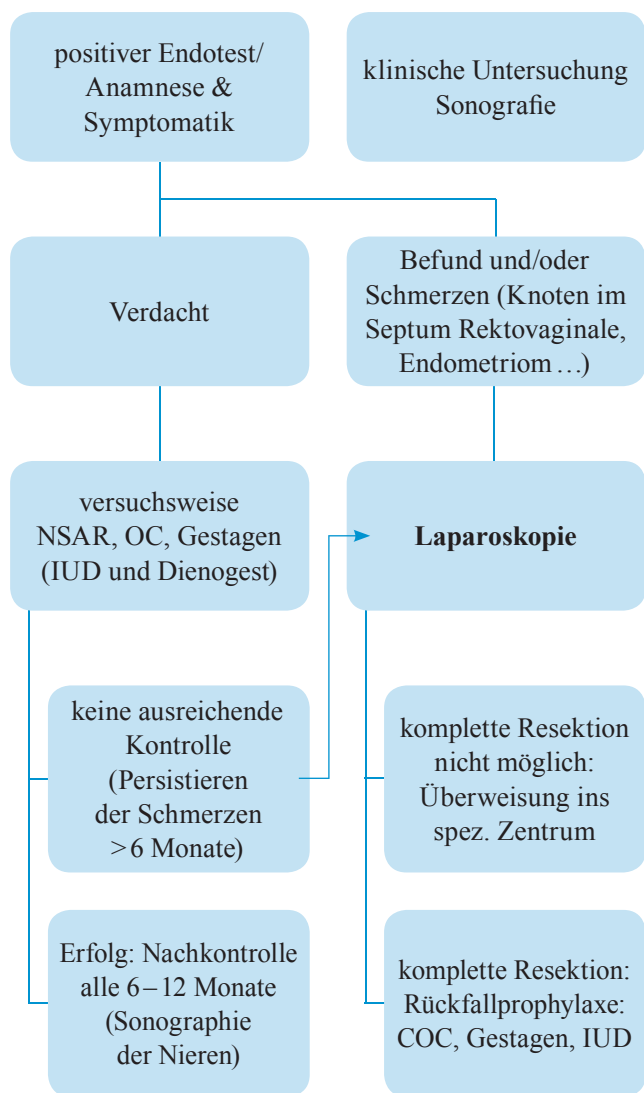 positiver Endotest/
Anamnese &
Symptomatik
klinische Untersuchung
Sonografie
Verdacht
Befund und/oder
Schmerzen (Knoten im
Septum Rektovaginale,
Endometriom …)
versuchsweise
NSAR, OC, Gestagen
(IUD und Dienogest)
Laparoskopie
keine ausreichende
Kontrolle
(Persistieren
der Schmerzen
> 6 Monate)
komplette Resektion
nicht möglich:
Überweisung ins
spez. Zentrum
Erfolg: Nachkontrolle
alle 6 – 12 Monate
(Sonographie
der Nieren)
komplette Resektion:
Rückfallprophylaxe:
COC, Gestagen, IUD